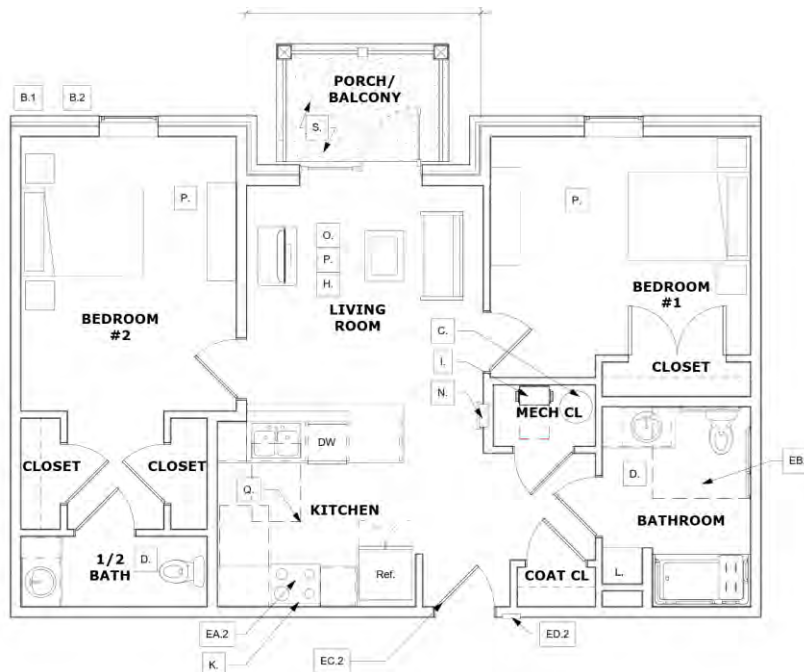 PORCH/
BALCONY
B.1 B.2
S.
P.
P.
O.
P.
H.
BEDROOM
#1
LIVING
ROOM
BEDROOM
#2
C.
I.
N.
CLOSET
MECH CL
DW
CLOSET
CLOSET
D.
EB.
Q.
KITCHEN
BATHROOM
1/2
BATH
D.
Ref.
COAT CL
L.
EA.2
K.
EC.2
ED.2